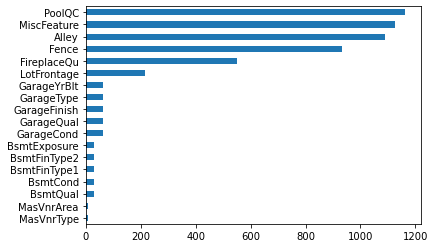 PoolQC
MiscFeature
Alley
Fence
FireplaceQu
LotFrontage
GarageYrBlt
GarageType
GarageFinish
GarageQual
GarageCond
BsmtExposure
BsmtFinType2
BsmtFinType1
BsmtCond
BsmtQual
MasVnrArea
MasVnrType
0 200 400 600 800 1000 1200